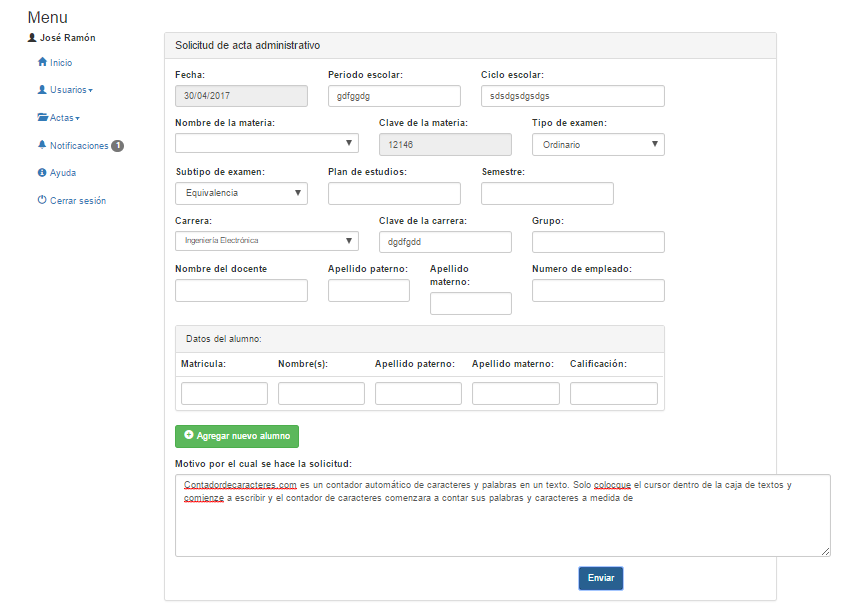 Menu
José Ramón
Inicio
Usuarios
Actas
Notificaciones 1
Ayuda
Cerrar sesión
Solicitud de acta administrativo
Fecha: Periodo escolar: Ciclo escolar:
30/04/2017 gdfggdg sdsdgsdgsdgs
Nombre de la materia: Clave de la materia: Tipo de examen:
12146 Ordinario
Subtipo de examen: Plan de estudios: Semestre:
Equivalencia
Carrera: Clave de la carrera: Grupo:
Ingeniería Electrónica dgdfgdd
Nombre del docente Apellido paterno: Apellido materno: Numero de empleado:
Datos del alumno:
Matricula: Nombre(s): Apellido paterno: Apellido materno: Calificación:
Agregar nuevo alumno
Motivo por el cual se hace la solicitud:
Contadordecaracteres.com es un contador automático de caracteres y palabras en un texto. Solo colocque el cursor dentro de la caja de textos y
comienze a escribir y el contador de caracteres comenzara a contar sus palabras y caracteres a medida de
Enviar